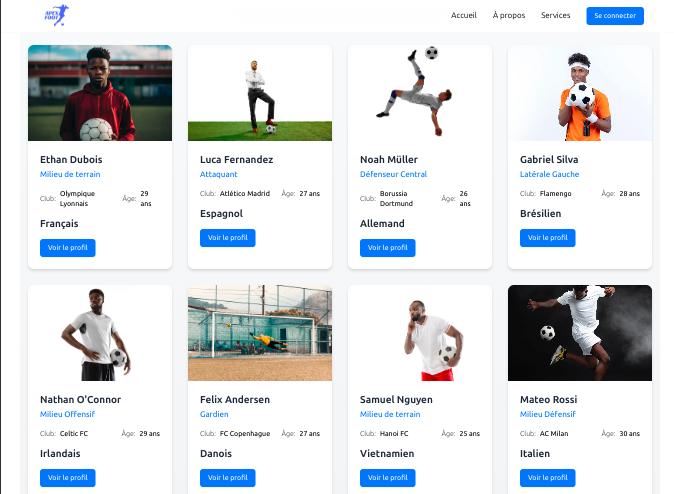 APEX
FOOT
Accueil À propos Services Se connecter
Ethan Dubois
Milieu de terrain
Club: Olympique Lyonnais Âge: 29 ans
Français
Voir le profil
Luca Fernandez
Attaquant
Club: Atlético Madrid Âge: 27 ans
Espagnol
Voir le profil
Noah Müller
Défenseur Central
Club: Borussia Dortmund Âge: 26 ans
Allemand
Voir le profil
Gabriel Silva
Latérale Gauche
Club: Flamengo Âge: 28 ans
Brésilien
Voir le profil
Nathan O'Connor
Milieu Offensif
Club: Celtic FC Âge: 29 ans
Irlandais
Voir le profil
Felix Andersen
Gardien
Club: FC Copenhague Âge: 27 ans
Danois
Voir le profil
Samuel Nguyen
Milieu de terrain
Club: Hanoi FC Âge: 25 ans
Vietnamien
Voir le profil
Mateo Rossi
Milieu Défensif
Club: AC Milan Âge: 30 ans
Italien
Voir le profil